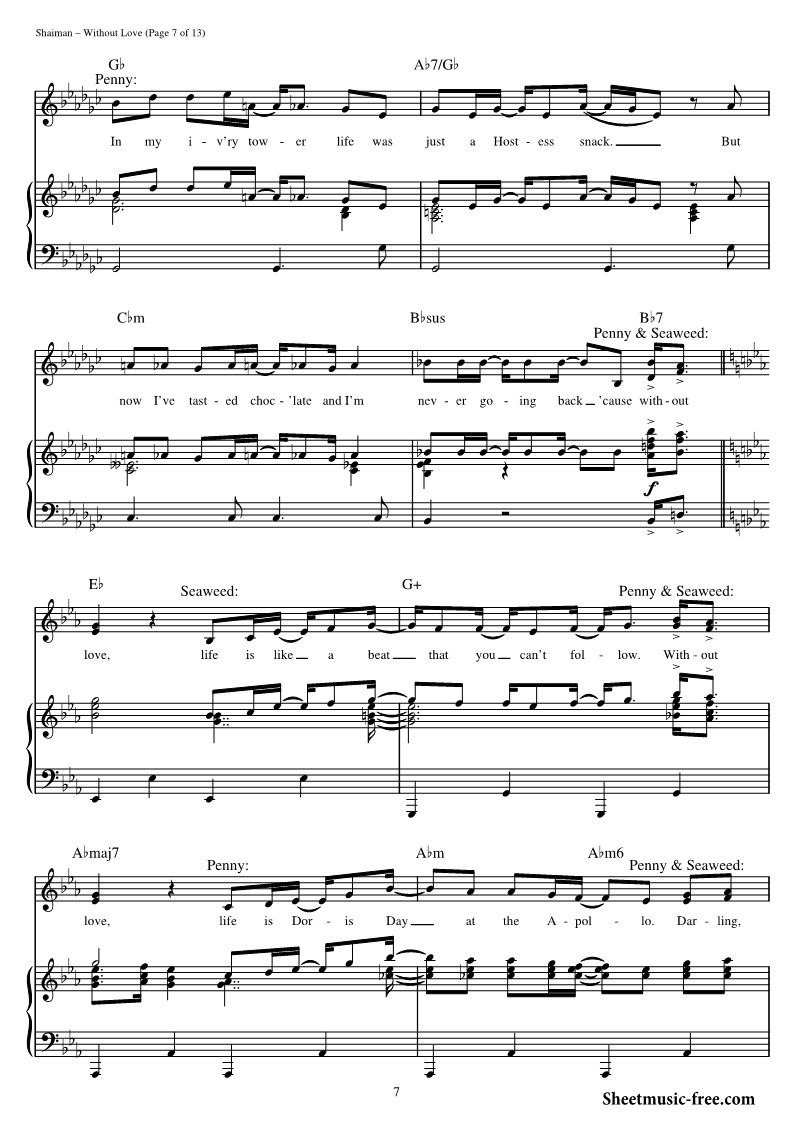 Shaiman – Without Love (Page 7 of 13)
G♭ A♭7/G♭
Penny:
In my i - v'ry tow - er life was just a Host - ess snack. But
C♭m B♭sus B♭7
Penny & Seaweed:
now I've tast - ed choc - 'late and I'm nev - er go - ing back 'cause with - out
f
E♭ G+
Seaweed: Penny & Seaweed:
love, life is like a beat that you can't fol - low. With - out
A♭maj7 A♭m A♭m6
Penny: Penny & Seaweed:
love, life is Dor - is Day at the A - pol - lo. Dar - ling,
7
Sheetmusic-free.com